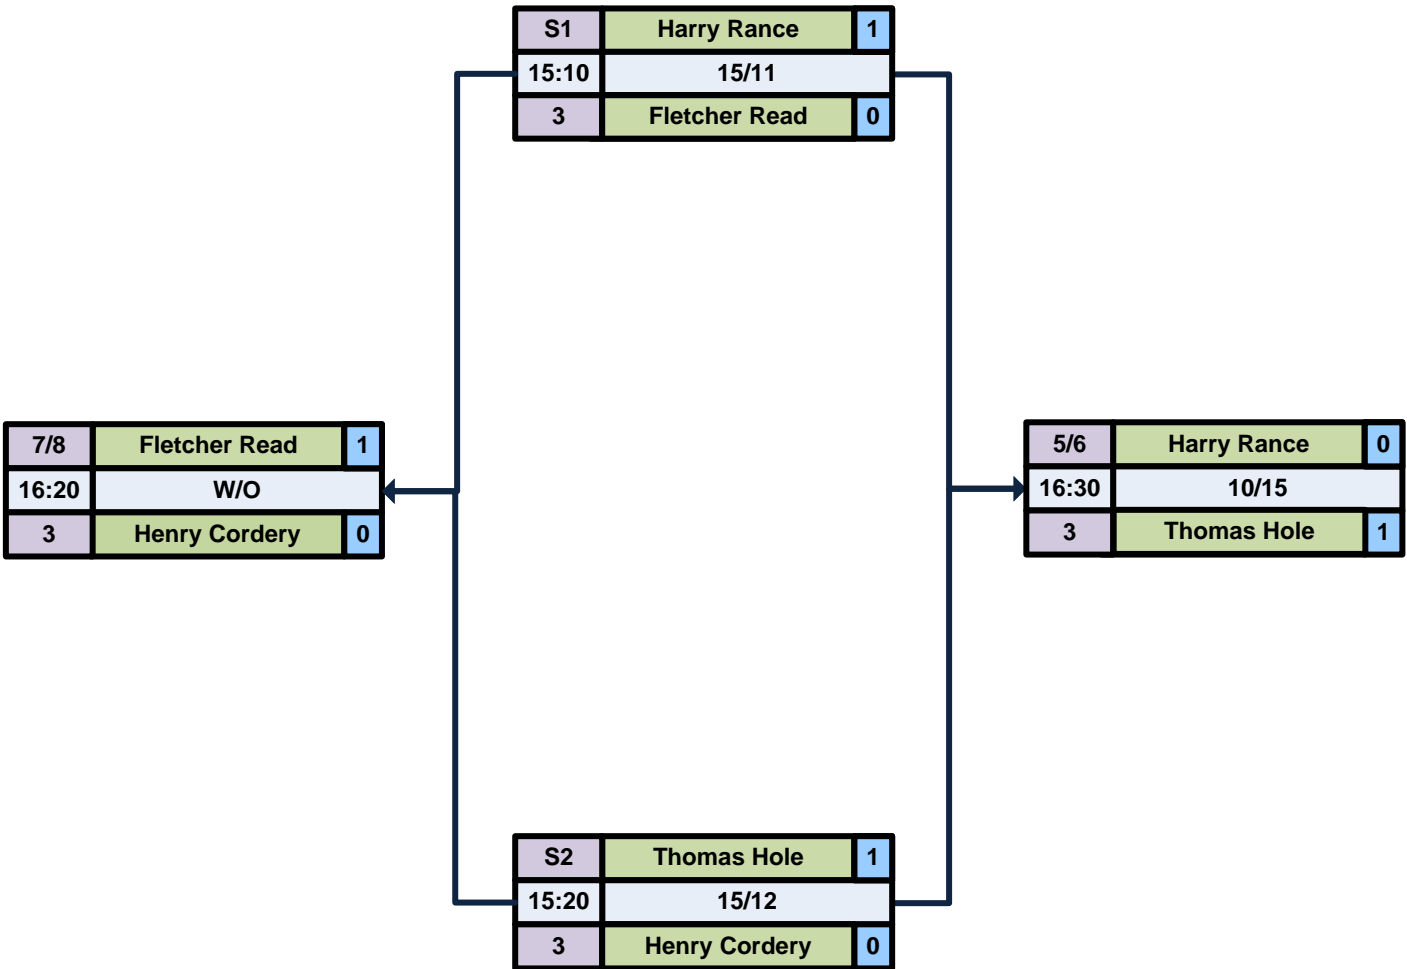 S1 Harry Rance 1
15:10 15/11
3 Fletcher Read 0
7/8 Fletcher Read 1
16:20 W/O
3 Henry Cordery 0
5/6 Harry Rance 0
16:30 10/15
3 Thomas Hole 1
S2 Thomas Hole 1
15:20 15/12
3 Henry Cordery 0